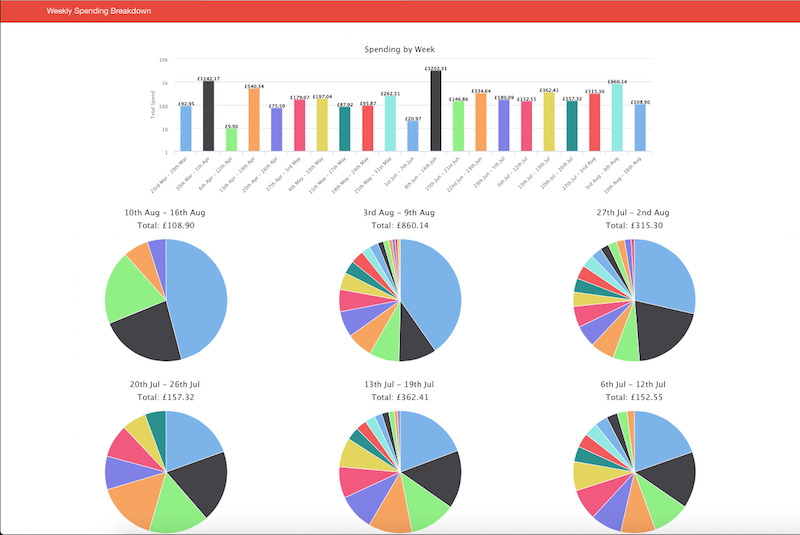 Weekly Spending Breakdown
Spending by Week
Total Spend
10k
1k
100
10
1
£92.95
£1142.17
£9.90
£540.34
£75.50
£179.07
£197.04
£87.92
£95.87
£262.51
£20.97
£3202.31
£146.86
£334.64
£180.09
£152.55
£362.41
£157.32
£315.30
£860.14
£108.90
23rd Mar - 29th Mar
30th Mar - 5th Apr
6th Apr - 12th Apr
13th Apr - 19th Apr
20th Apr - 26th Apr
27th Apr - 3rd May
4th May - 10th May
11th May - 17th May
18th May - 24th May
25th May - 31st May
1st Jun - 7th Jun
8th Jun - 14th Jun
15th Jun - 21st Jun
22nd Jun - 28th Jun
29th Jun - 5th Jul
6th Jul - 12th Jul
13th Jul - 19th Jul
20th Jul - 26th Jul
27th Jul - 2nd Aug
3rd Aug - 9th Aug
10th Aug - 16th Aug
10th Aug - 16th Aug
Total: £108.90
3rd Aug - 9th Aug
Total: £860.14
27th Jul - 2nd Aug
Total: £315.30
20th Jul - 26th Jul
Total: £157.32
13th Jul - 19th Jul
Total: £362.41
6th Jul - 12th Jul
Total: £152.55